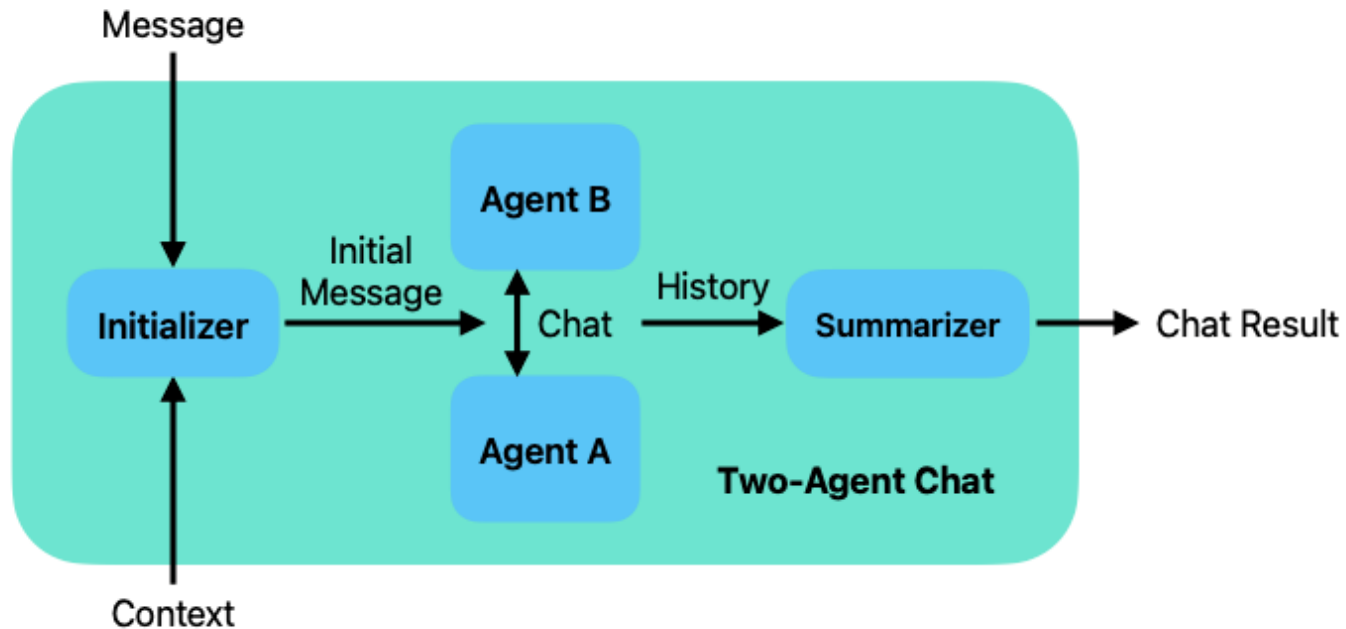 Message
Agent B
Initial
Message
History
Initializer
Chat
Summarizer
Chat Result
Agent A
Two-Agent Chat
Context